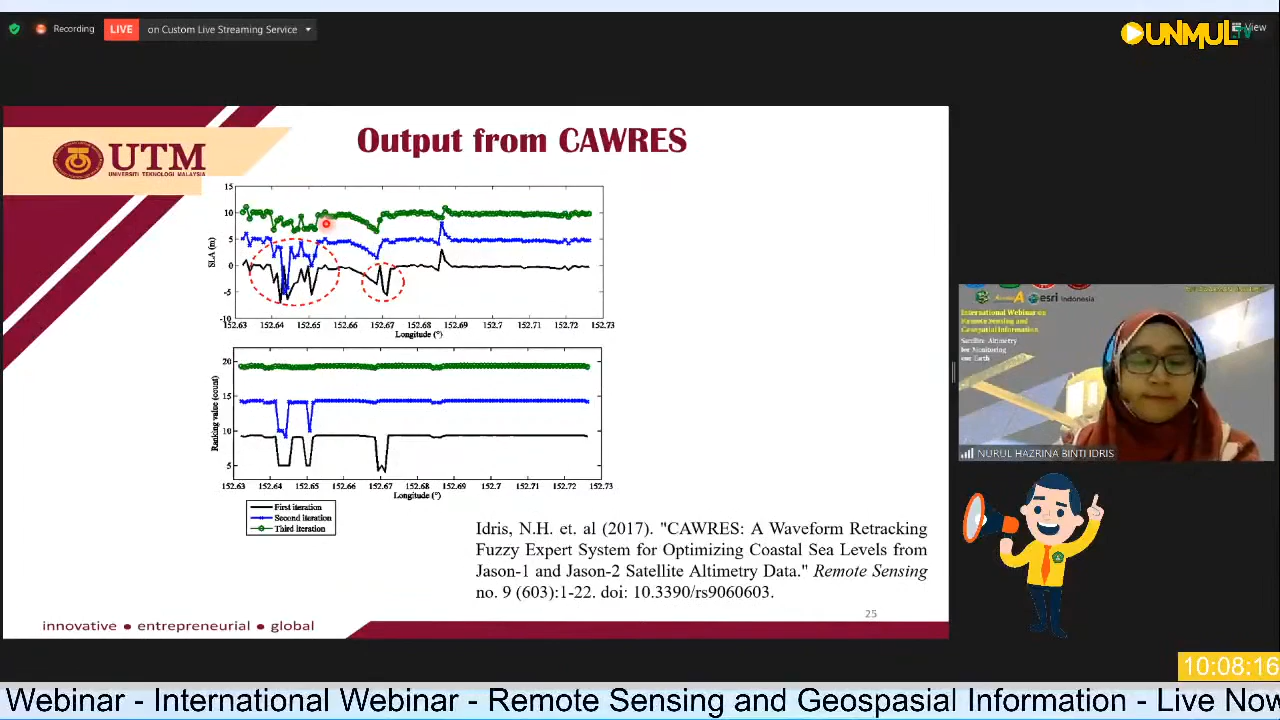 Recording
LIVE
on Custom Live Streaming Service
View
UNMUL TV
UTM
UNIVERSITI TEKNOLOGI MALAYSIA
Output from CAWRES
15
10
5
0
-5
-10
SLA (m)
152.63 152.64 152.65 152.66 152.67 152.68 152.69 152.7 152.71 152.72 152.73
Longitude (°)
20
15
10
5
Ranking value (count)
152.63 152.64 152.65 152.66 152.67 152.68 152.69 152.7 152.71 152.72 152.73
Longitude (°)
First iteration
Second iteration
Third iteration
Idris, N.H. et. al (2017). "CAWRES: A Waveform Retracking
Fuzzy Expert System for Optimizing Coastal Sea Levels from
Jason-1 and Jason-2 Satellite Altimetry Data." Remote Sensing
no. 9 (603):1-22. doi: 10.3390/rs9060603.
25
innovative ● entrepreneurial ● global
esri Indonesia
International Webinar on
Remote Sensing and
Geospatial Information
Satellite Altimetry
for Monitoring
our Earth
NURUL HAZRINA BINTI IDRIS
10:08:16
Webinar - International Webinar - Remote Sensing and Geospasial Information - Live Now